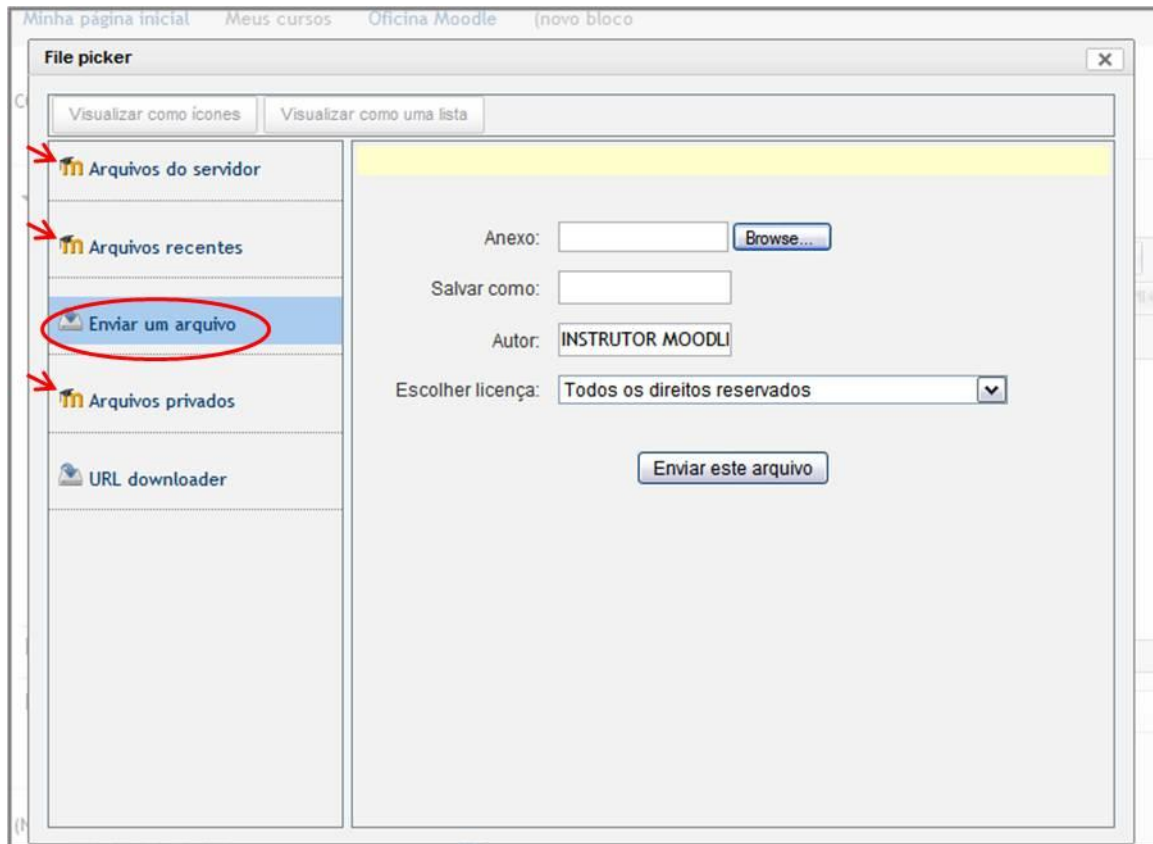 Minha página inicial Meus cursos Oficina Moodle (novo bloco
File picker
Visualizar como ícones Visualizar como uma lista
Arquivos do servidor
Arquivos recentes
Enviar um arquivo
Arquivos privados
URL downloader
Anexo: Browse...
Salvar como:
Autor: INSTRUTOR MOODL
Escolher licença: Todos os direitos reservados
Enviar este arquivo